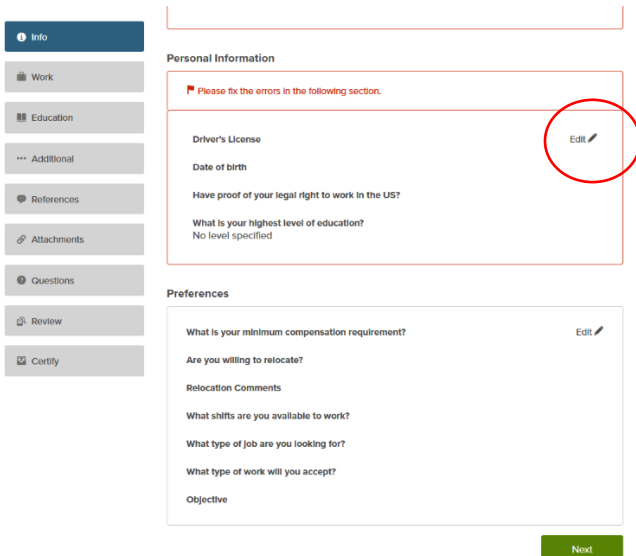 Info
Work
Education
Additional
References
Attachments
Questions
Review
Certify
Personal Information
Please fix the errors in the following section.
Driver's License
Edit
Date of birth
Have proof of your legal right to work in the US?
What is your highest level of education?
No level specified
Preferences
What is your minimum compensation requirement?
Edit
Are you willing to relocate?
Relocation Comments
What shifts are you available to work?
What type of job are you looking for?
What type of work will you accept?
Objective
Next